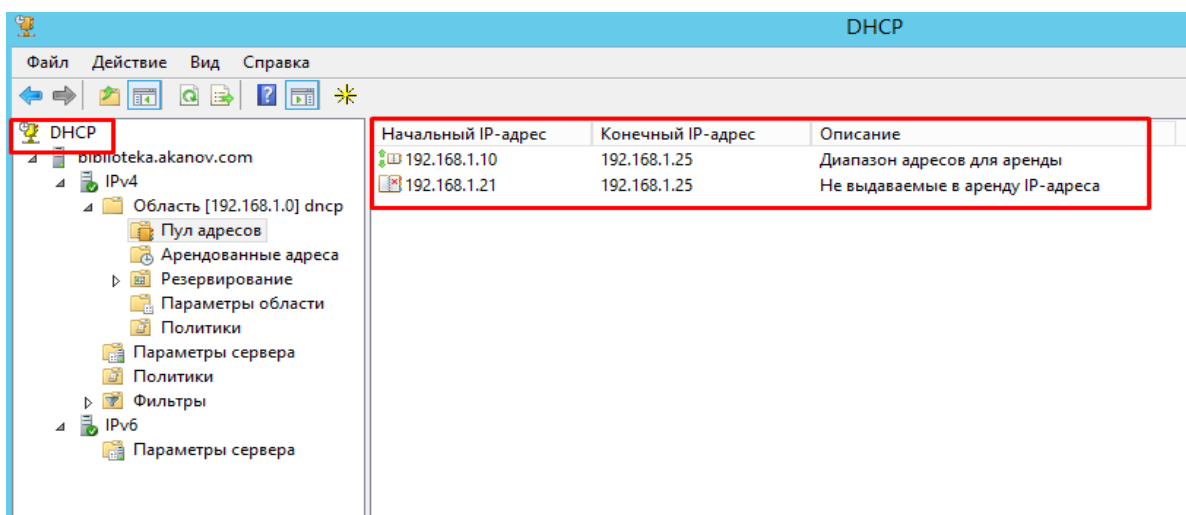 DHCP
Файл Действие Вид Справка
DHCP
biblioteka.akanov.com
IPv4
Область [192.168.1.0] dncp
Пул адресов
Арендованные адреса
Резервирование
Параметры области
Политики
Параметры сервера
Политики
Фильтры
IPv6
Параметры сервера
Начальный IP-адрес Конечный IP-адрес Описание
192.168.1.10 192.168.1.25 Диапазон адресов для аренды
192.168.1.21 192.168.1.25 Не выдаваемые в аренду IP-адреса